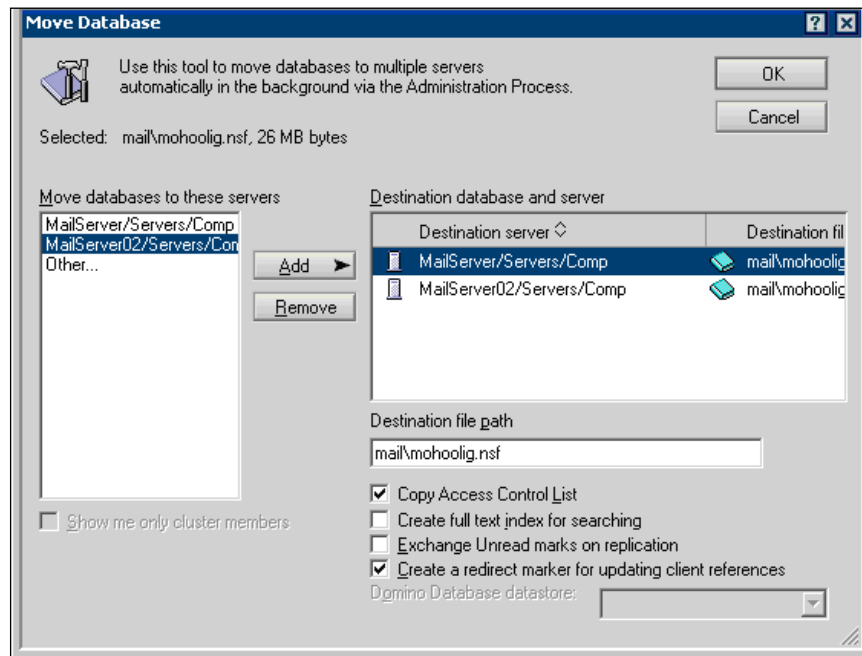 Move Database
Use this tool to move databases to multiple servers
automatically in the background via the Administration Process.
OK
Cancel
Selected: mail\mohoolig.nsf, 26 MB bytes
Move databases to these servers
MailServer/Servers/Comp
MailServer02/Servers/Com
Other...
Add
Remove
Destination database and server
Destination server Destination fil
MailServer/Servers/Comp mail\mohoolig
MailServer02/Servers/Comp mail\mohoolig
Destination file path
mail\mohoolig.nsf
Copy Access Control List
Create full text index for searching
Exchange Unread marks on replication
Create a redirect marker for updating client references
Show me only cluster members
Domino Database datastore: